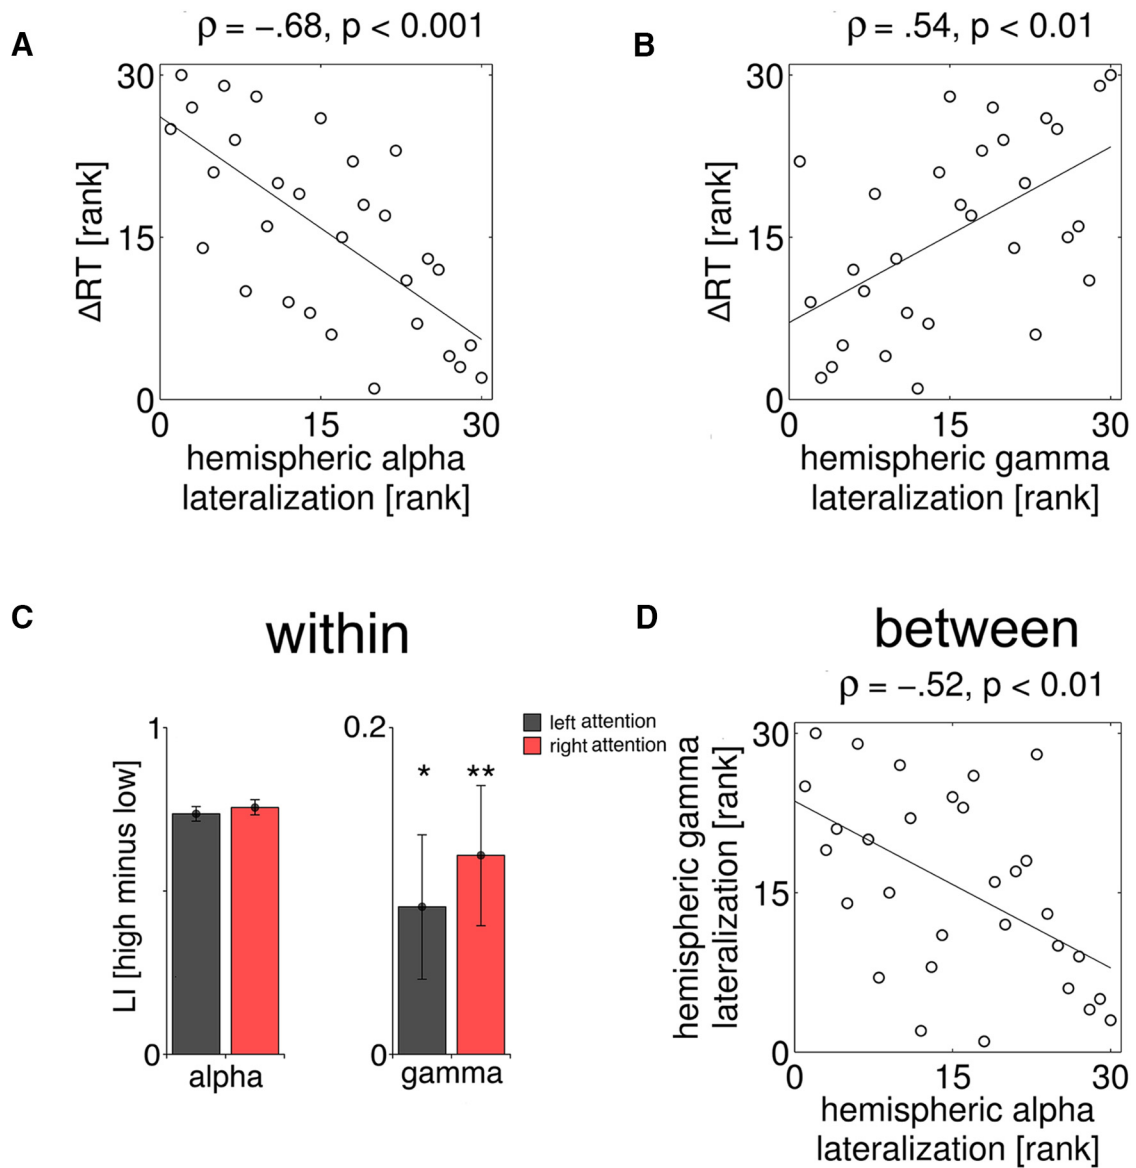 A
ρ = –.68, p < 0.001
30
15
0
ΔRT [rank]
0 15 30
hemispheric alpha
lateralization [rank]
B
ρ = .54, p < 0.01
30
15
0
ΔRT [rank]
0 15 30
hemispheric gamma
lateralization [rank]
C
within
1
0
LI [high minus low]
alpha
0.2
0
* **
gamma
left attention
right attention
D
between
ρ = –.52, p < 0.01
30
15
0
hemispheric gamma
lateralization [rank]
0 15 30
hemispheric alpha
lateralization [rank]